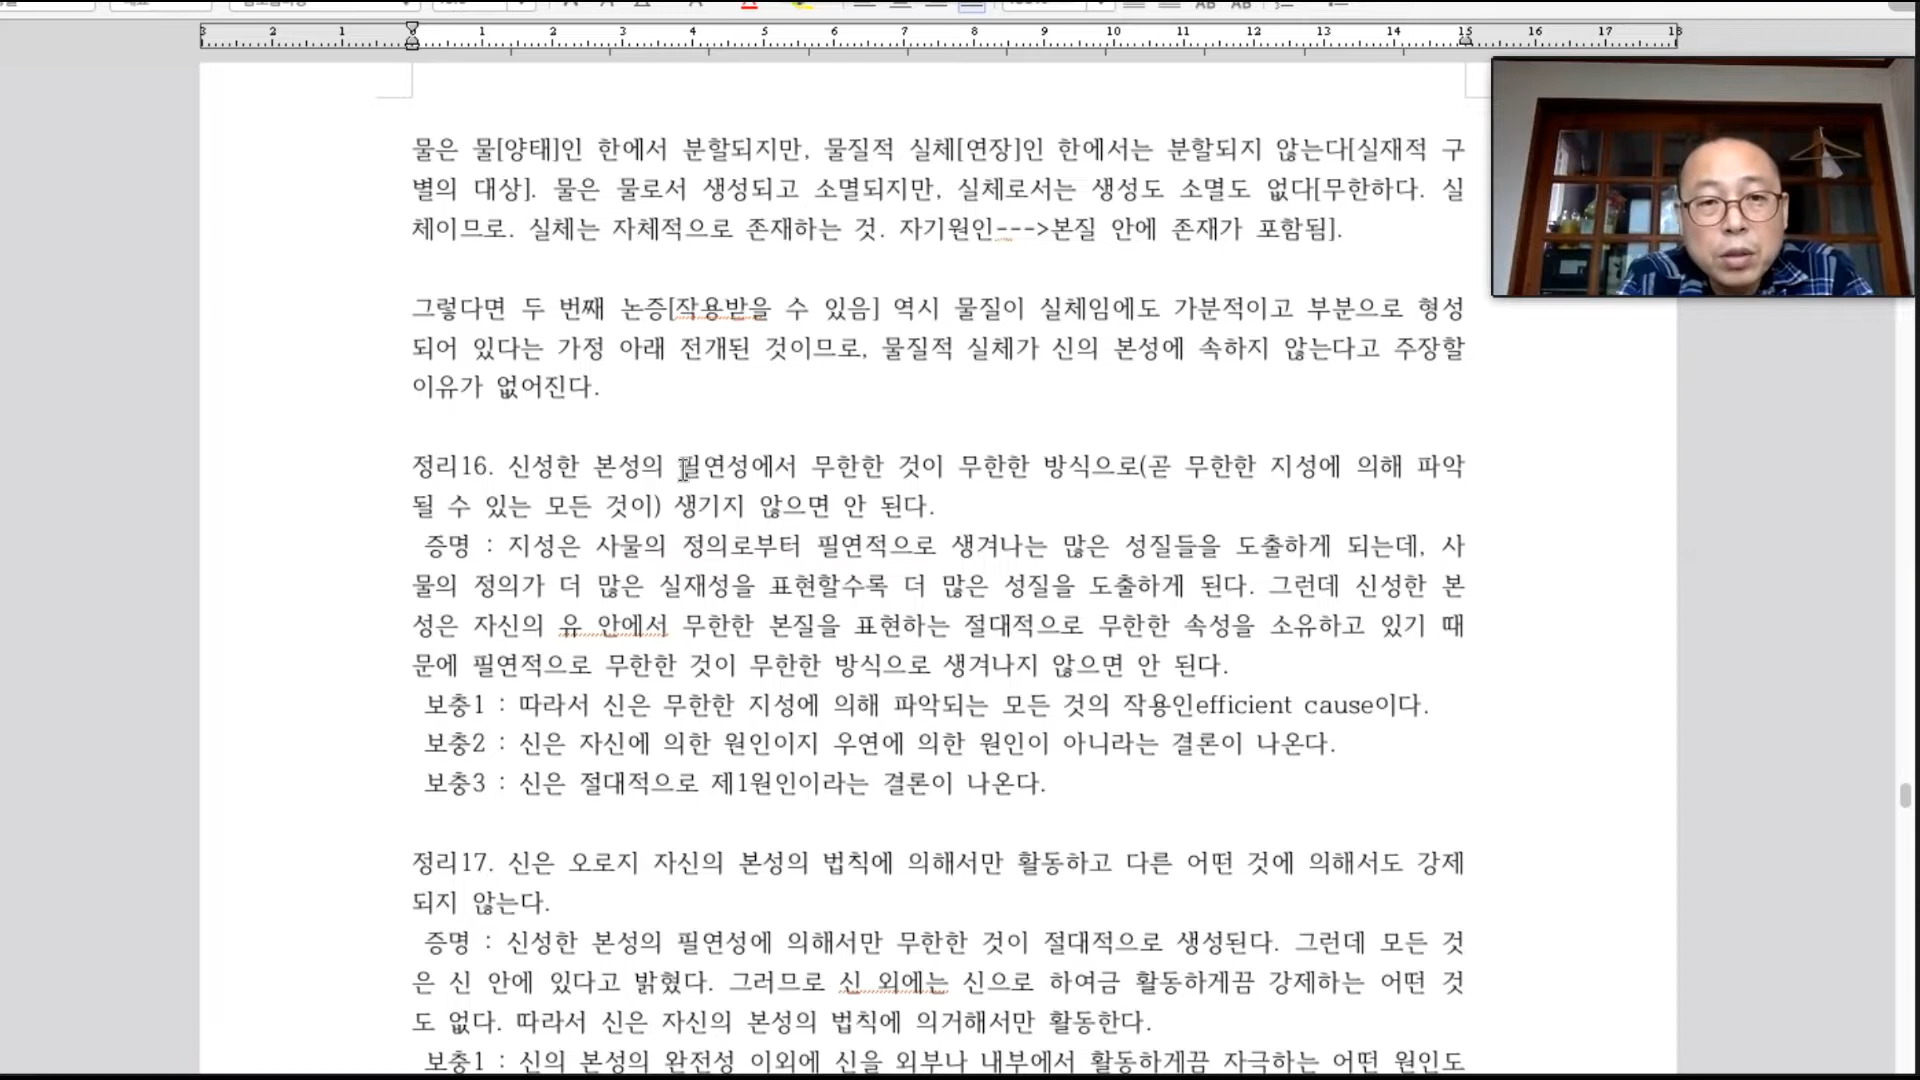 3 2 1 1 2 3 4 5 6 7 8 9 10 11 12 13 14 15 16 17 18
물은 물[양태]인 한에서 분할되지만, 물질적 실체[연장]인 한에서는 분할되지 않는다[실재적 구
별의 대상]. 물은 물로서 생성되고 소멸되지만, 실체로서는 생성도 소멸도 없다[무한하다. 실
체이므로. 실체는 자체적으로 존재하는 것. 자기원인--->본질 안에 존재가 포함됨].
그렇다면 두 번째 논증[작용받을 수 있음] 역시 물질이 실체임에도 가분적이고 부분으로 형성
되어 있다는 가정 아래 전개된 것이므로, 물질적 실체가 신의 본성에 속하지 않는다고 주장할
이유가 없어진다.
정리16. 신성한 본성의 필연성에서 무한한 것이 무한한 방식으로(곧 무한한 지성에 의해 파악
될 수 있는 모든 것이) 생기지 않으면 안 된다.
증명 : 지성은 사물의 정의로부터 필연적으로 생겨나는 많은 성질들을 도출하게 되는데, 사
물의 정의가 더 많은 실재성을 표현할수록 더 많은 성질을 도출하게 된다. 그런데 신성한 본
성은 자신의 유 안에서 무한한 본질을 표현하는 절대적으로 무한한 속성을 소유하고 있기 때
문에 필연적으로 무한한 것이 무한한 방식으로 생겨나지 않으면 안 된다.
보충1 : 따라서 신은 무한한 지성에 의해 파악되는 모든 것의 작용인efficient cause이다.
보충2 : 신은 자신에 의한 원인이지 우연에 의한 원인이 아니라는 결론이 나온다.
보충3 : 신은 절대적으로 제1원인이라는 결론이 나온다.
정리17. 신은 오로지 자신의 본성의 법칙에 의해서만 활동하고 다른 어떤 것에 의해서도 강제
되지 않는다.
증명 : 신성한 본성의 필연성에 의해서만 무한한 것이 절대적으로 생성된다. 그런데 모든 것
은 신 안에 있다고 밝혔다. 그러므로 신 외에는 신으로 하여금 활동하게끔 강제하는 어떤 것
도 없다. 따라서 신은 자신의 본성의 법칙에 의거해서만 활동한다.
보충1 : 신의 본성의 완전성 이외에 신을 외부나 내부에서 활동하게끔 자극하는 어떤 원인도